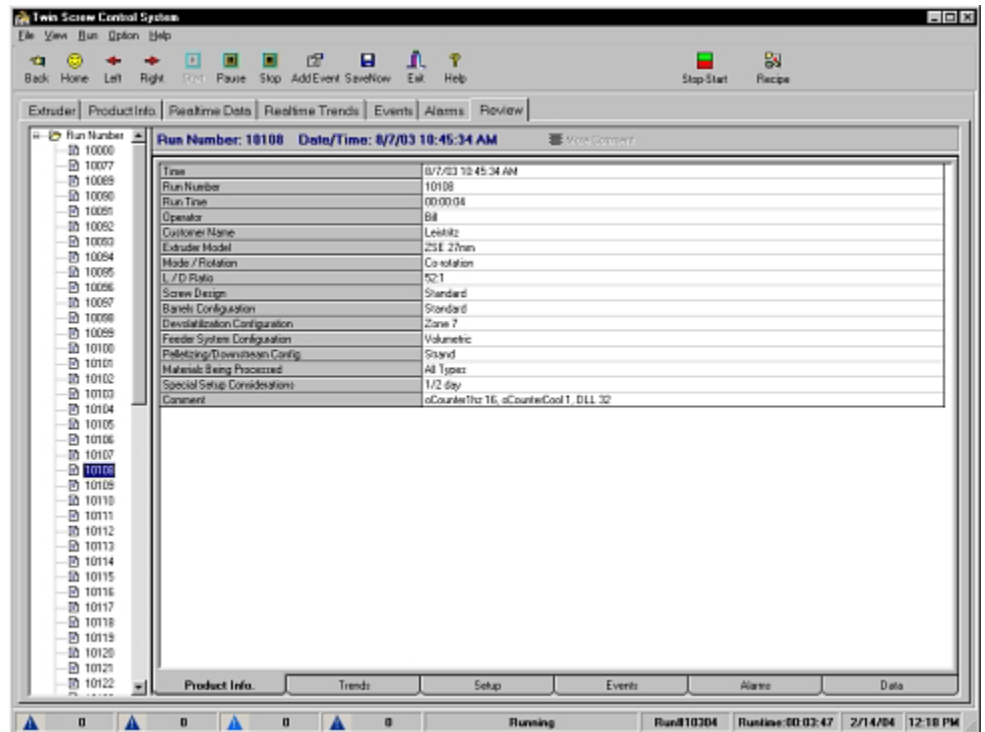 Twin Screw Control System
File View Run Option Help
Back Home Left Right Start Pause Stop Add Event SaveNow Exit Help Stop-Start Recipe
Extruder Product Info. Realtime Data Realtime Trends Events Alarms Review
Run Number
Run Number: 10108 Date/Time: 8/7/03 10:45:34 AM
10000
10077
10089
10090
10091
10092
10093
10094
10095
10096
10097
10098
10099
10100
10101
10102
10103
10104
10105
10106
10107
10108
10109
10110
10111
10112
10113
10114
10115
10116
10117
10118
10119
10120
10121
10122
Time 8/7/03 10:45:34 AM
Run Number 10108
Run Time 00:00:04
Operator Bill
Customer Name Leistritz
Extruder Model ZSE 27mm
Mode / Rotation Co-rotation
L / D Ratio 52:1
Screw Design Standard
Barrels Configuration Standard
Devolatilization Configuration Zone 7
Feeder System Configuration Volumetric
Pelletizing/Downstream Config. Strand
Materials Being Processed All Types
Special Setup Considerations 1/2 day
Comment oCounter1hz 16, oCounterCool 1, DLL 32
Product Info. Trends Setup Events Alarms Data
0 0 0 0 Running Run#10304 Runtime:00:03:47 2/14/04 12:18 PM